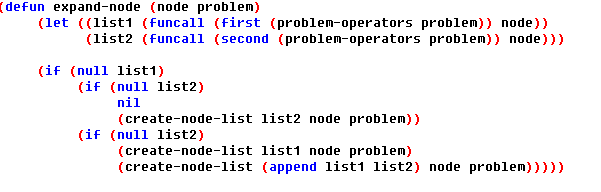 (defun expand-node (node problem)
(let ((list1 (funcall (first (problem-operators problem)) node))
(list2 (funcall (second (problem-operators problem)) node)))
(if (null list1)
(if (null list2)
nil
(create-node-list list2 node problem))
(if (null list2)
(create-node-list list1 node problem)
(create-node-list (append list1 list2) node problem)))))